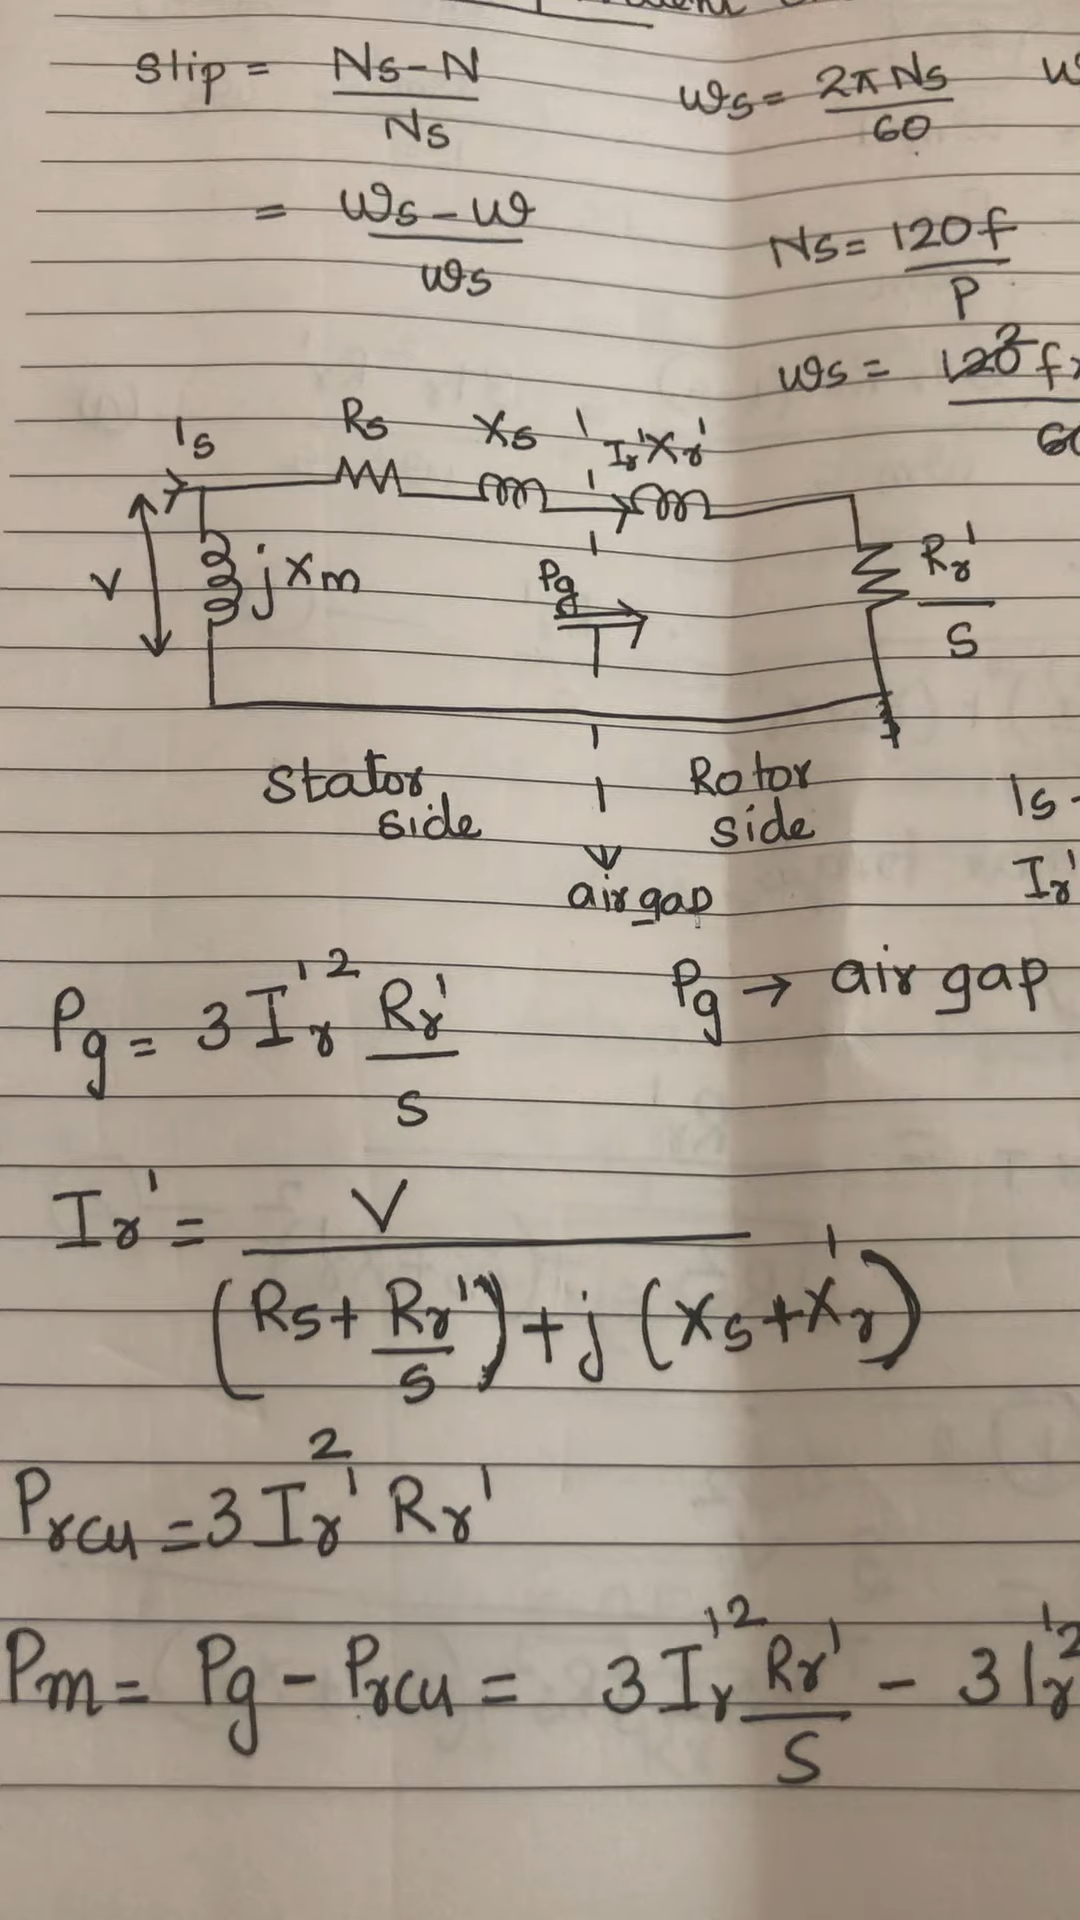 Slip = Ns-N / Ns
ωs = 2πNs / 60
= ωs - ω / ωs
Ns = 120f / P
ωs = 120 2 f
60
Is Rs Xs Ir' Xr'
V jXm Pg Rr' / S
Stator side
Rotor side
Is
air gap
Ir'
Pg → air gap
Pg = 3 Ir'² Rr' / s
Ir' = V / (Rs + Rr' / s) + j (Xs + X'r)
Prcu = 3 Ir'² Rr'
Pm = Pg - Prcu = 3 Ir'² Rr' / S - 3 Ir'²